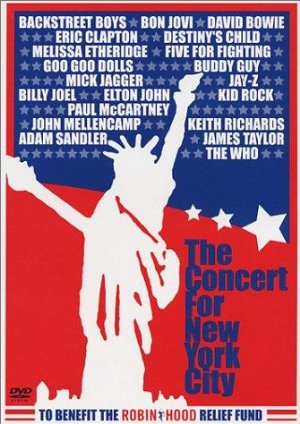 BACKSTREET BOYS ★ BON JOVI ★ DAVID BOWIE
ERIC CLAPTON ★ DESTINY'S CHILD
MELISSA ETHERIDGE ★ FIVE FOR FIGHTING
GOO GOO DOLLS ★ BUDDY GUY
MICK JAGGER ★ JAY-Z
BILLY JOEL ★ ELTON JOHN ★ KID ROCK
PAUL McCARTNEY
JOHN MELLENCAMP KEITH RICHARDS
ADAM SANDLER JAMES TAYLOR
THE WHO
The
Concert
For
New
York
City
DVD
VIDEO
TO BENEFIT THE ROBIN HOOD RELIEF FUND